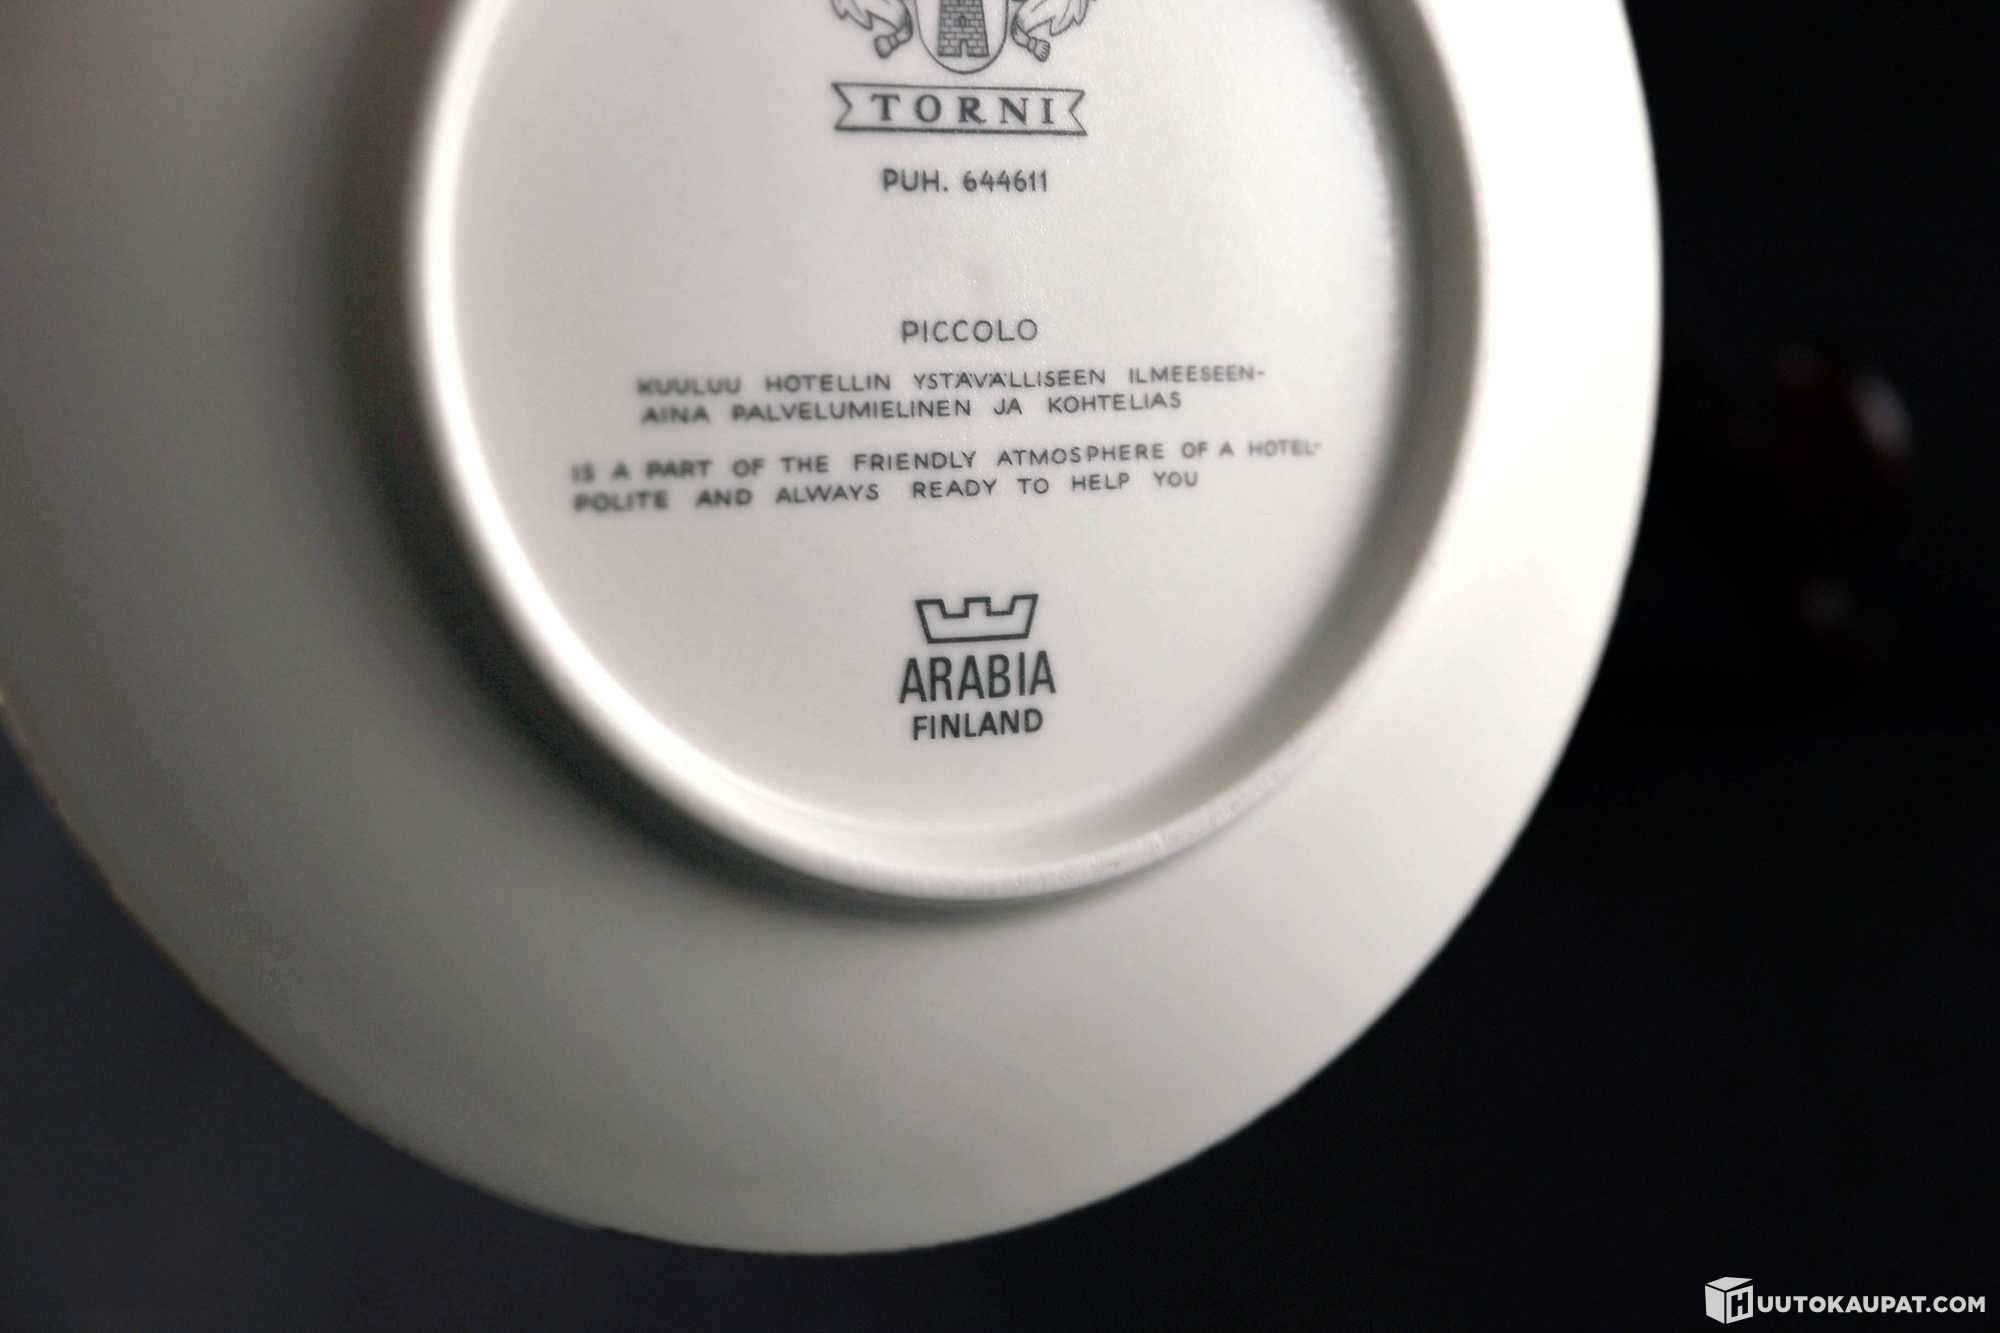 TORNI
PUH. 644611
PICCOLO
KUULUU HOTELLIN YSTÄVÄLLISEEN ILMEESEEN-
AINA PALVELUMIELINEN JA KOHTELIAS
IS A PART OF THE FRIENDLY ATMOSPHERE OF A HOTEL-
POLITE AND ALWAYS READY TO HELP YOU
ARABIA
FINLAND
HUUTOKAUPAT.COM